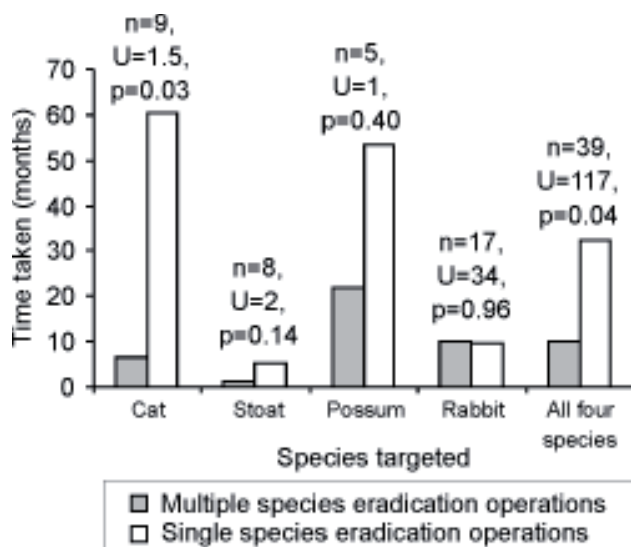 n=9,
U=1.5,
p=0.03
n=5,
U=1,
p=0.40
n=39,
U=117,
p=0.04
n=17,
U=34,
p=0.96
n=8,
U=2,
p=0.14
Time taken (months)
70
60
50
40
30
20
10
0
Cat
Stoat
Possum
Rabbit
All four
species
Species targeted
Multiple species eradication operations
Single species eradication operations